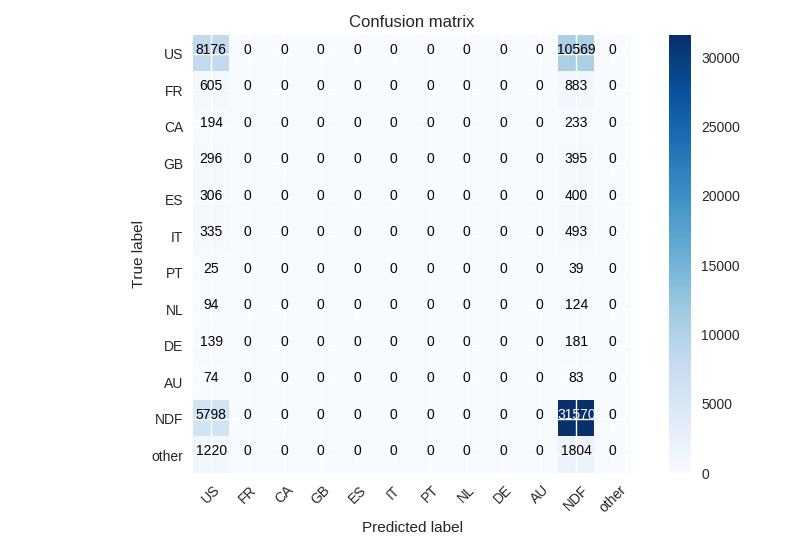 Confusion matrix
US 8176 0 0 0 0 0 0 0 0 0 10569 0
FR 605 0 0 0 0 0 0 0 0 0 883 0
CA 194 0 0 0 0 0 0 0 0 0 233 0
GB 296 0 0 0 0 0 0 0 0 0 395 0
ES 306 0 0 0 0 0 0 0 0 0 400 0
IT 335 0 0 0 0 0 0 0 0 0 493 0
PT 25 0 0 0 0 0 0 0 0 0 39 0
NL 94 0 0 0 0 0 0 0 0 0 124 0
DE 139 0 0 0 0 0 0 0 0 0 181 0
AU 74 0 0 0 0 0 0 0 0 0 83 0
NDF 5798 0 0 0 0 0 0 0 0 0 31570 0
other 1220 0 0 0 0 0 0 0 0 0 1804 0
US FR CA GB ES IT PT NL DE AU NDF other
Predicted label
True label
30000
25000
20000
15000
10000
5000
0